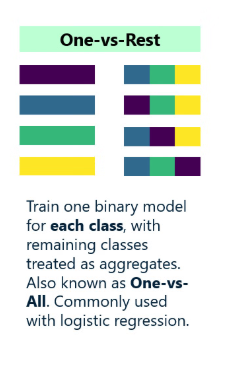 One-vs-Rest
Train one binary model
for each class, with
remaining classes
treated as aggregates.
Also known as One-vs-
All. Commonly used
with logistic regression.